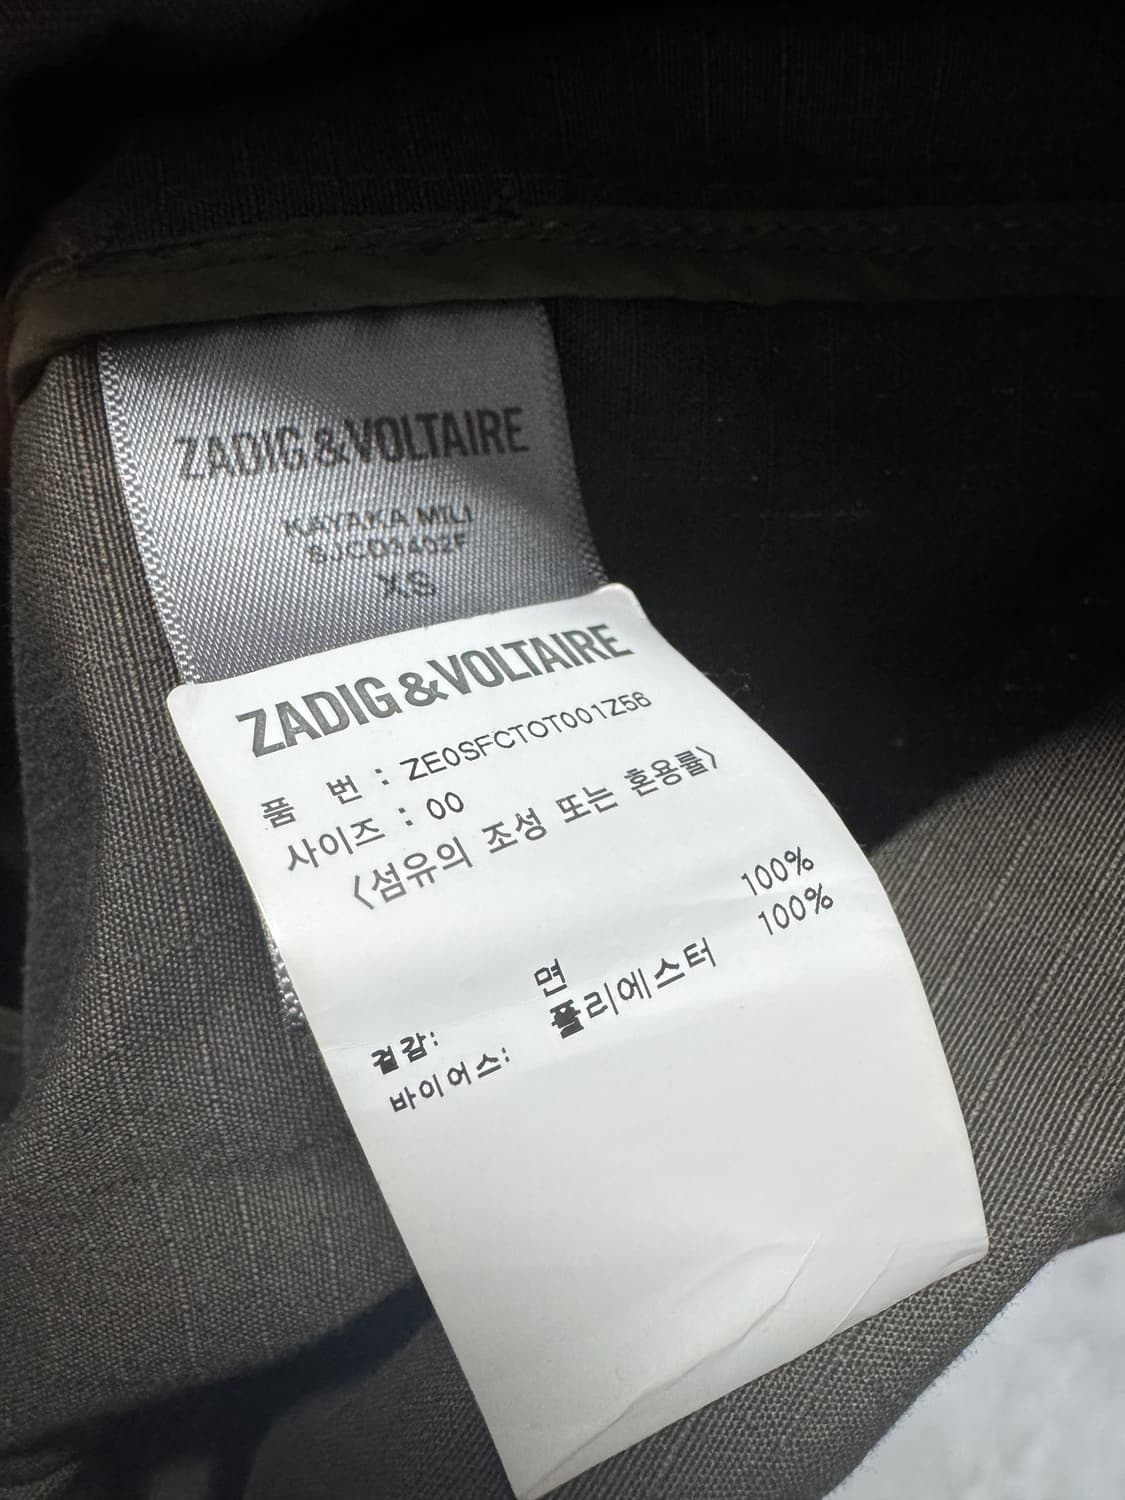 ZADIG&VOLTAIRE
KAYAKA MILI
SJCD3402F
XS
ZADIG&VOLTAIRE
품 번 : ZE0SFCTOT001Z56
사이즈 : 00
<섬유의 조성 또는 혼용률>
겉감: 면 100%
바이어스: 폴리에스터 100%